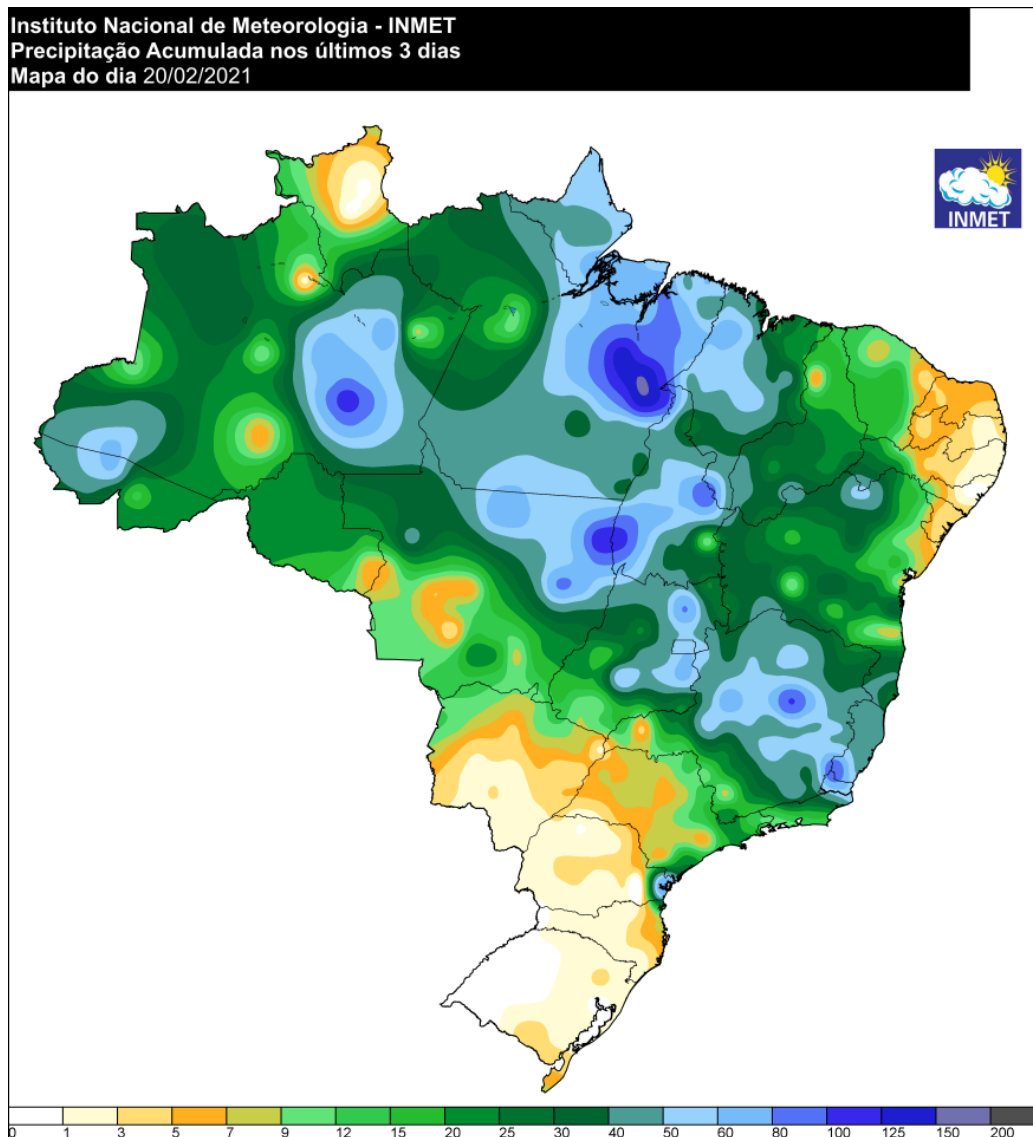 Instituto Nacional de Meteorologia - INMET
Precipitação Acumulada nos últimos 3 dias
Mapa do dia 20/02/2021
INMET
0 1 3 5 7 9 12 15 20 25 30 40 50 60 80 100 125 150 200